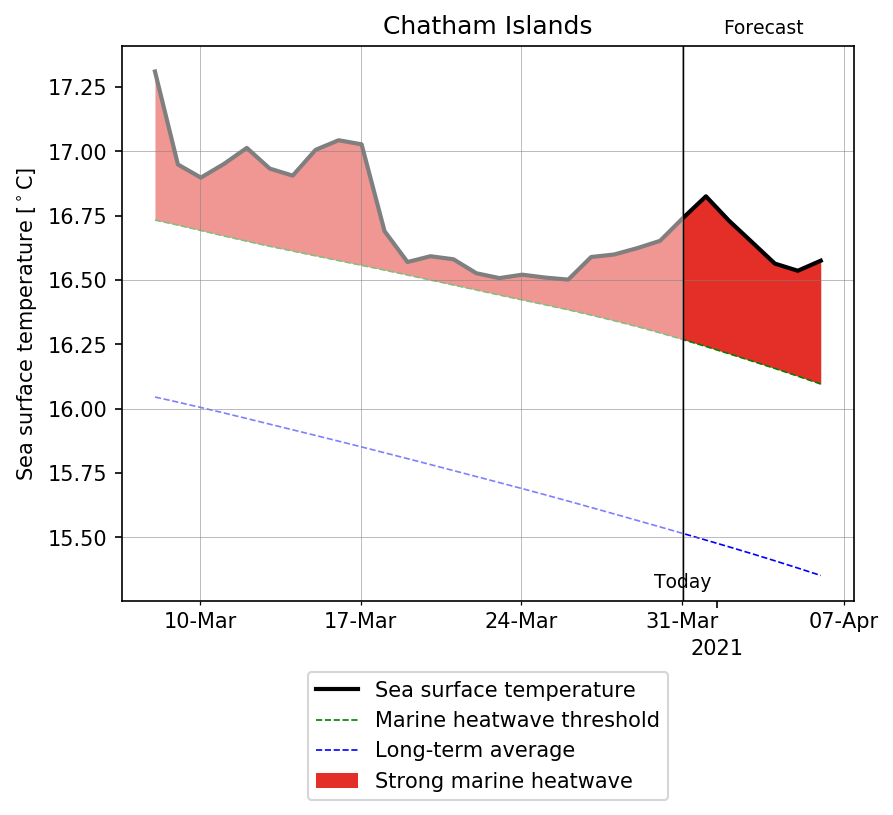 Chatham Islands
Forecast
Sea surface temperature [°C]
17.25
17.00
16.75
16.50
16.25
16.00
15.75
15.50
Today
10-Mar 17-Mar 24-Mar 31-Mar 07-Apr
2021
Sea surface temperature
Marine heatwave threshold
Long-term average
Strong marine heatwave